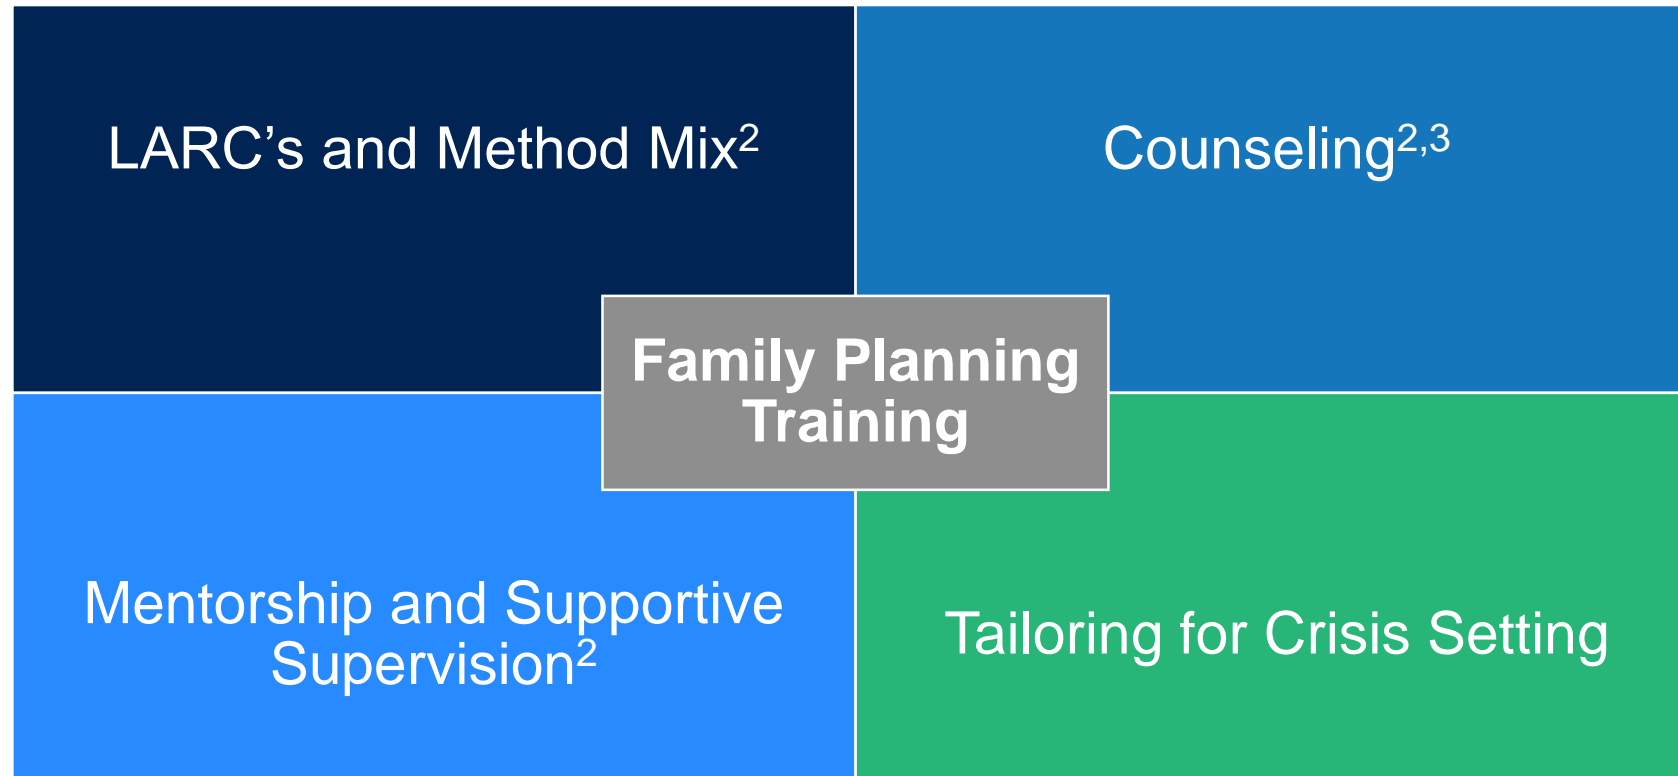 LARC’s and Method Mix2
Counseling2,3
Family Planning
Training
Mentorship and Supportive
Supervision2
Tailoring for Crisis Setting